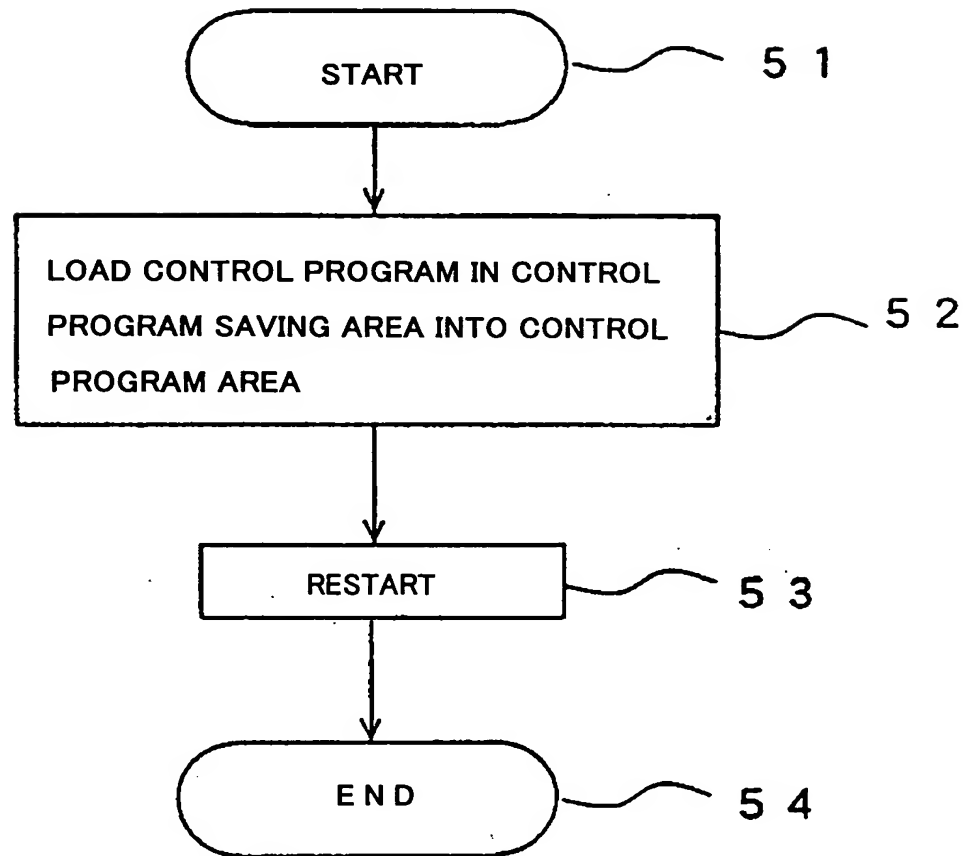 START
51
LOAD CONTROL PROGRAM IN CONTROL
PROGRAM SAVING AREA INTO CONTROL
PROGRAM AREA
52
RESTART
53
END
54